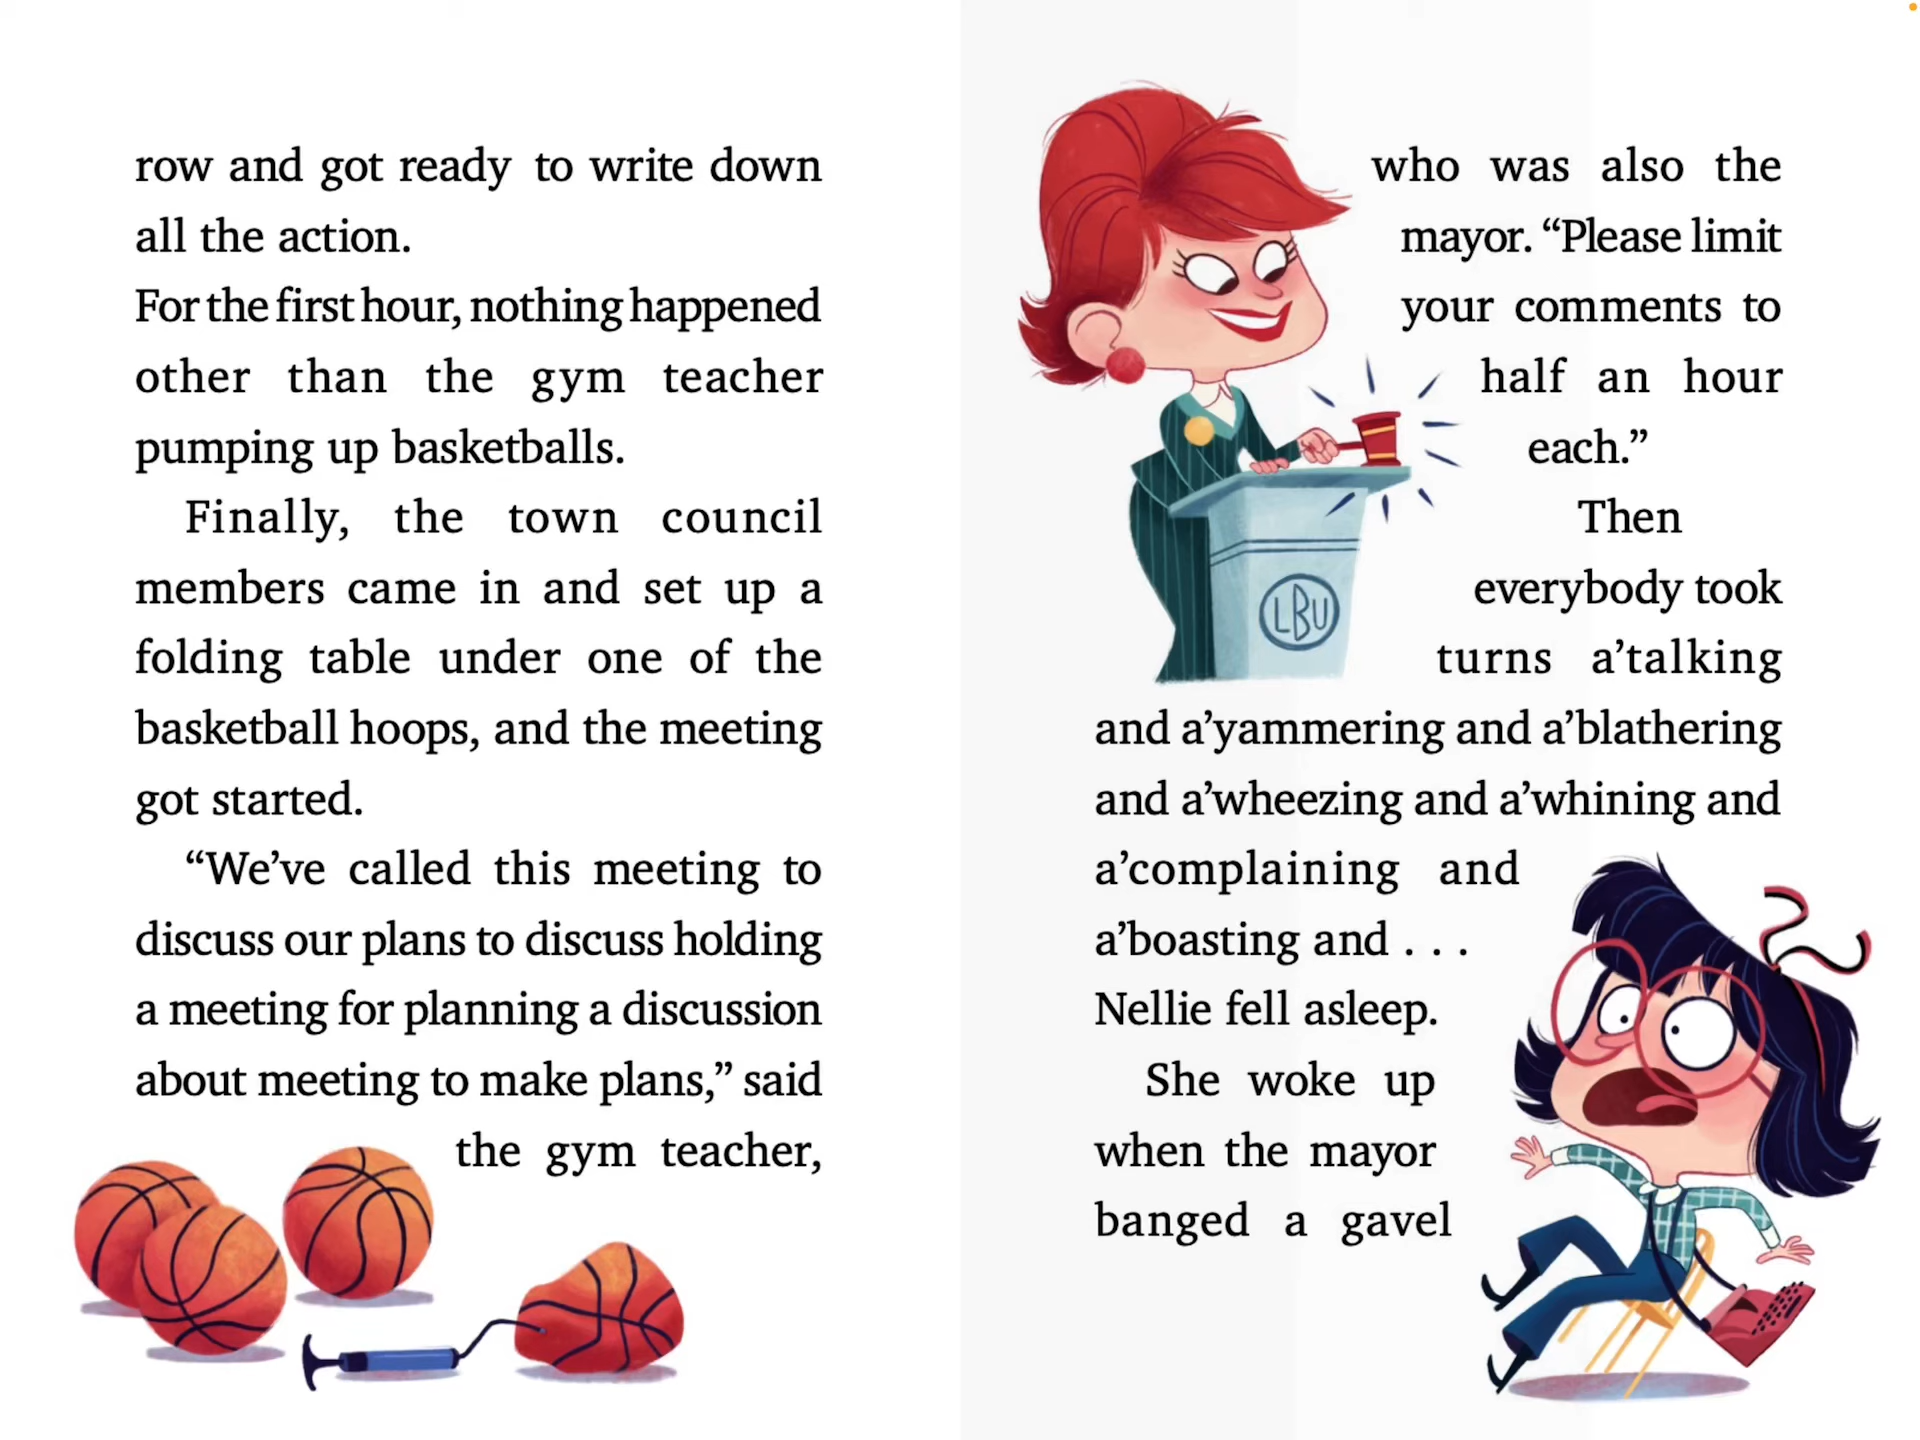 row and got ready to write down
all the action.
For the first hour, nothing happened
other than the gym teacher
pumping up basketballs.
Finally, the town council
members came in and set up a
folding table under one of the
basketball hoops, and the meeting
got started.
“We’ve called this meeting to
discuss our plans to discuss holding
a meeting for planning a discussion
about meeting to make plans,” said
the gym teacher,
who was also the
mayor. “Please limit
your comments to
half an hour
each.”
Then
everybody took
turns a’talking
and a’yammering and a’blathering
and a’wheezing and a’whining and
a’complaining and
a’boasting and . . .
Nellie fell asleep.
She woke up
when the mayor
banged a gavel
LBU